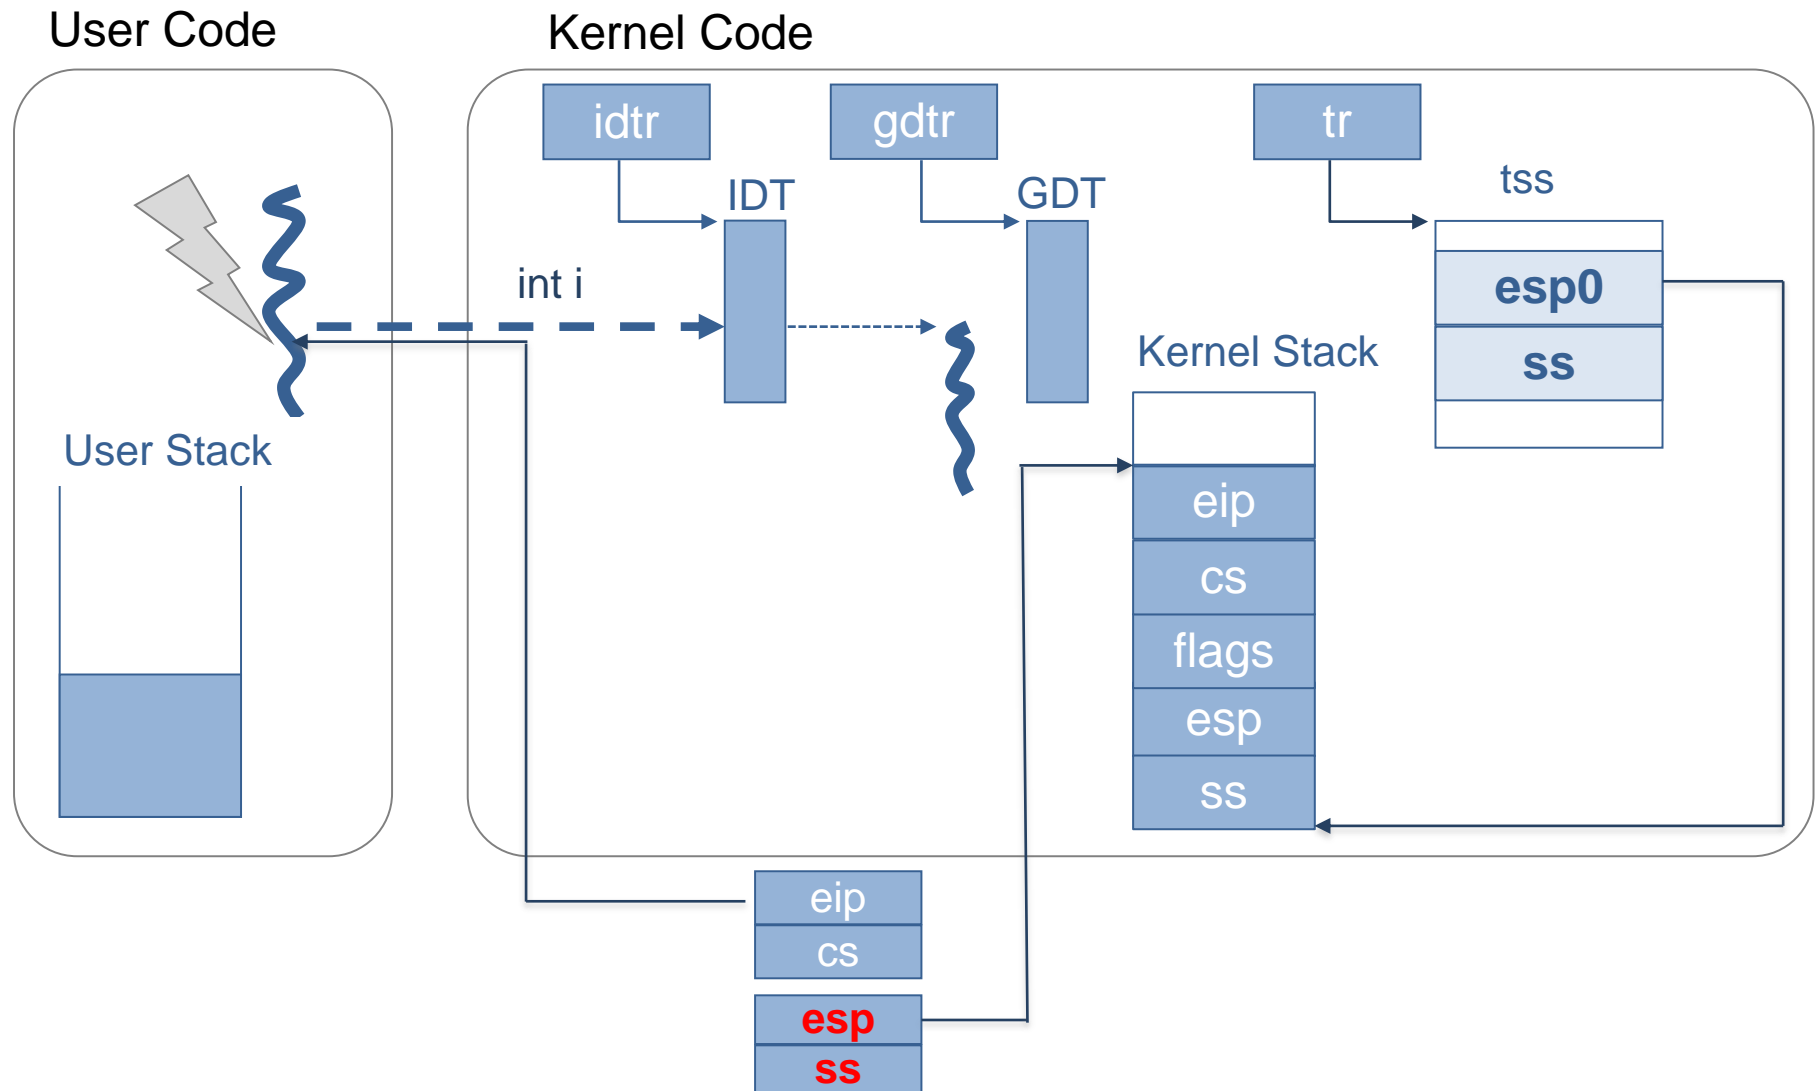 User Code
Kernel Code
idtr
gdtr
tr
IDT
GDT
tss
int i
esp0
ss
Kernel Stack
User Stack
eip
cs
flags
esp
ss
eip
cs
esp
ss